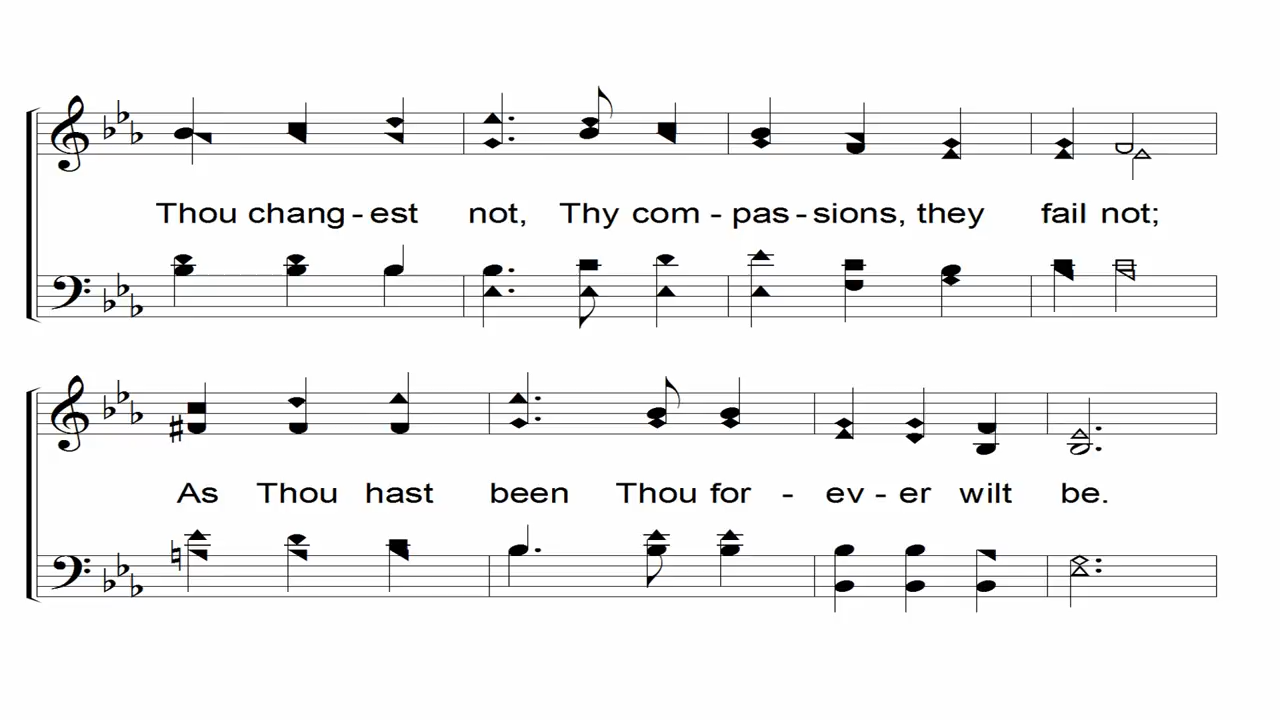 Thou chang - est not, Thy com - pas - sions, they fail not;
As Thou hast been Thou for - ev - er wilt be.